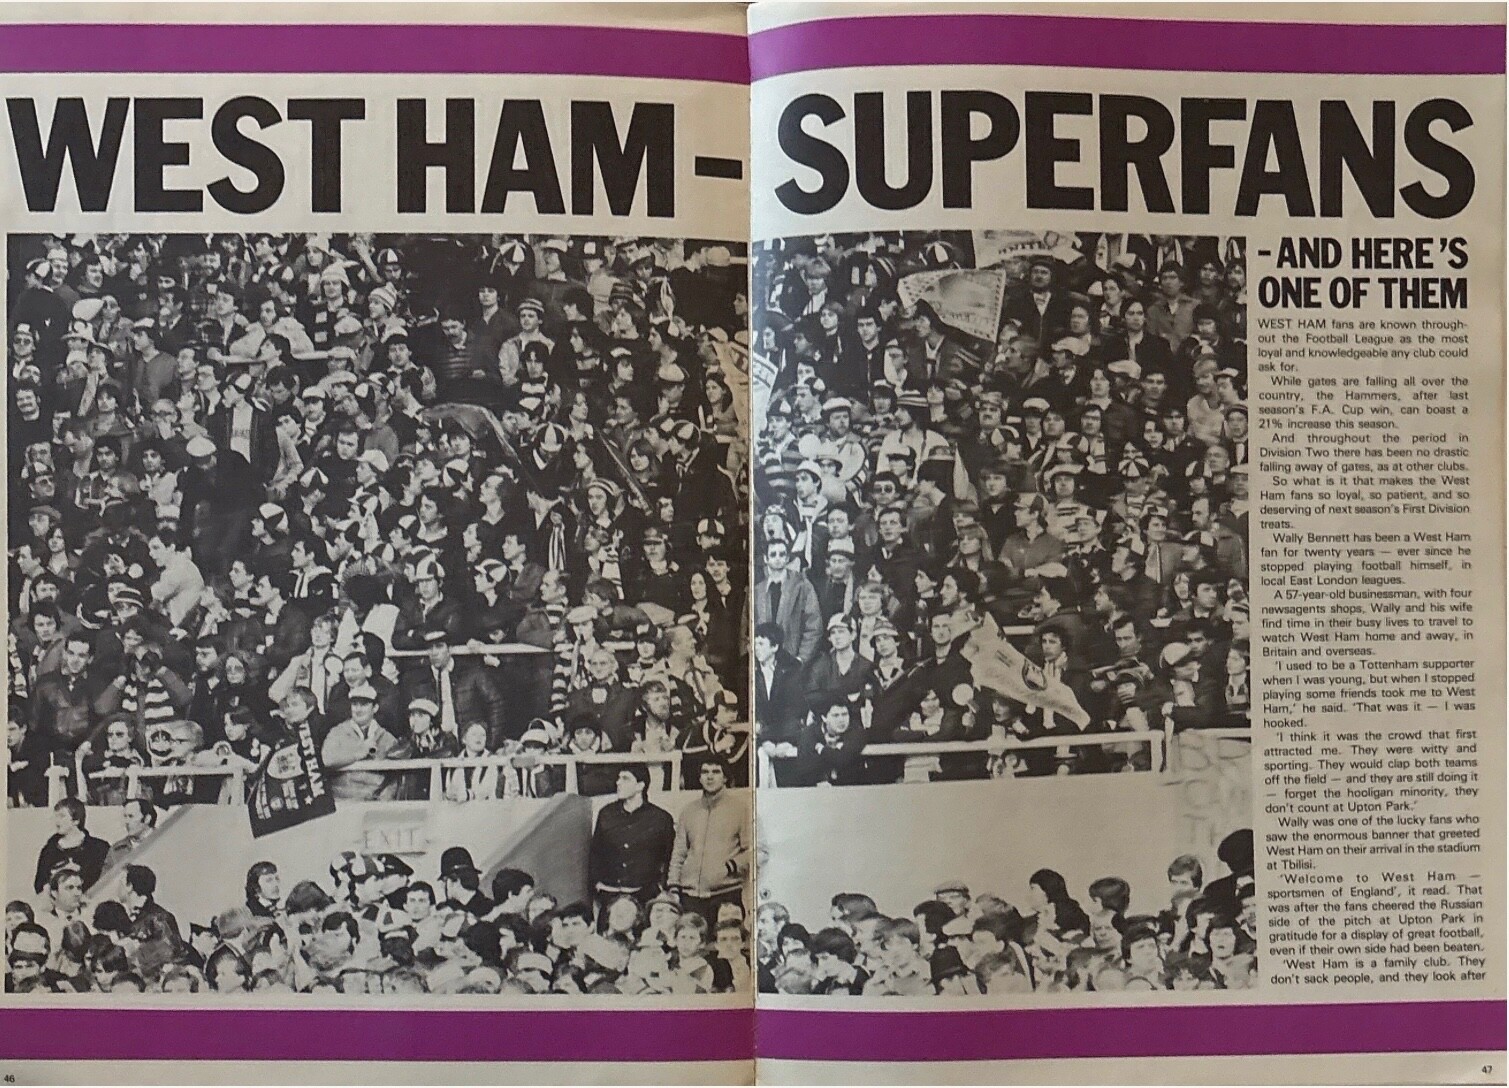 WEST HAM - SUPERFANS
- AND HERE'S
ONE OF THEM
WEST HAM fans are known through-
out the Football League as the most
loyal and knowledgeable any club could
ask for.
While gates are falling all over the
country, the Hammers, after last
season's F.A. Cup win, can boast a
21% increase this season.
And throughout the period in
Division Two there has been no drastic
falling away of gates, as at other clubs.
So what is it that makes the West
Ham fans so loyal, so patient, and so
deserving of next season's First Division
treats.
Wally Bennett has been a West Ham
fan for twenty years — ever since he
stopped playing football himself, in
local East London leagues.
A 57-year-old businessman, with four
newsagents shops, Wally and his wife
find time in their busy lives to travel to
watch West Ham home and away, in
Britain and overseas.
'I used to be a Tottenham supporter
when I was young, but when I stopped
playing some friends took me to West
Ham,' he said. 'That was it — I was
hooked.
'I think it was the crowd that first
attracted me. They were witty and
sporting. They would clap both teams
off the field — and they are still doing it
— forget the hooligan minority, they
don't count at Upton Park.'
Wally was one of the lucky fans who
saw the enormous banner that greeted
West Ham on their arrival in the stadium
at Tbilisi.
'Welcome to West Ham —
sportsmen of England', it read. That
was after the fans cheered the Russian
side of the pitch at Upton Park in
gratitude for a display of great football,
even if their own side had been beaten.
'West Ham is a family club. They
don't sack people, and they look after
EXIT
46
47